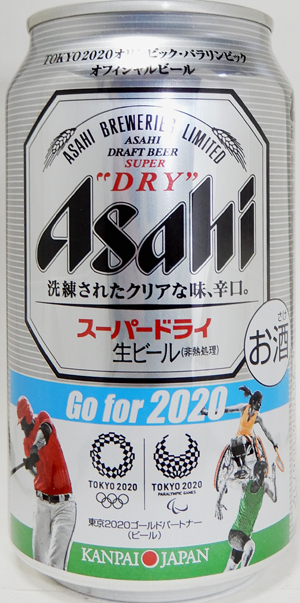 TOKYO2020オリンピック・パラリンピック
オフィシャルビール
ASAHI BREWERIES LIMITED
ASAHI
DRAFT BEER
SUPER
"DRY"
Asahi
洗練されたクリアな味、辛口。
スーパードライ
生ビール(非熱処理)
さけ
お酒
Go for 2020
TOKYO 2020
TOKYO 2020
PARALYMPIC GAMES
東京2020ゴールドパートナー
(ビール)
KANPAI JAPAN